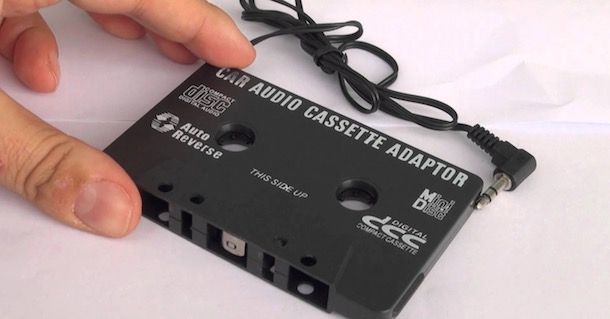 CAR AUDIO CASSETTE ADAPTOR
COMPACT
disc
DIGITAL AUDIO
Auto
Reverse
THIS SIDE UP
Mini
Disc
DIGITAL
dcc
COMPACT CASSETTE